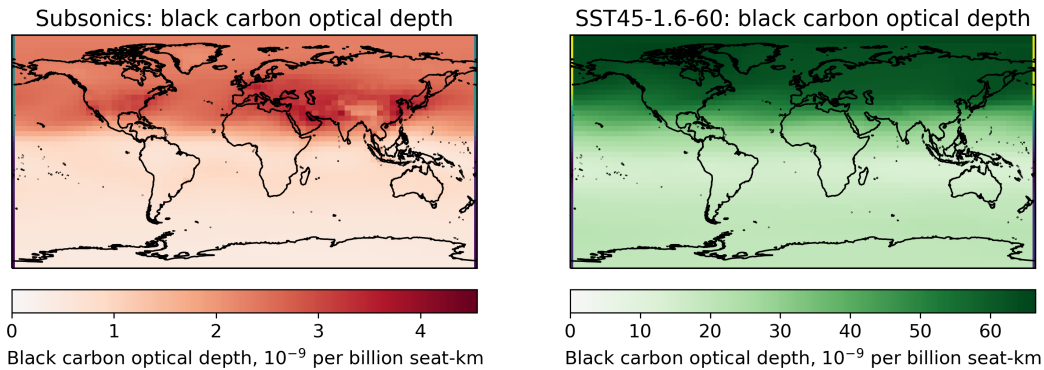 Subsonics: black carbon optical depth
SST45-1.6-60: black carbon optical depth
0 1 2 3 4
0 10 20 30 40 50 60
Black carbon optical depth, 10⁻⁹ per billion seat-km
Black carbon optical depth, 10⁻⁹ per billion seat-km